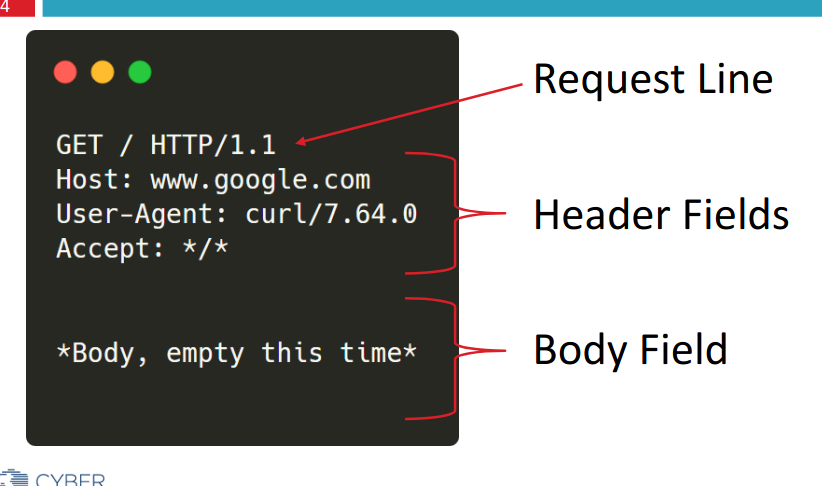 4
Request Line
GET / HTTP/1.1
Host: www.google.com
User-Agent: curl/7.64.0
Accept: */*
Header Fields
*Body, empty this time*
Body Field
CYBER